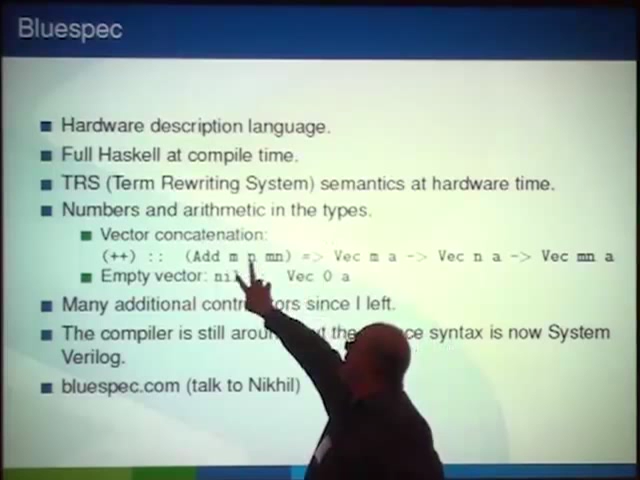 Bluespec
Hardware description language.
Full Haskell at compile time.
TRS (Term Rewriting System) semantics at hardware time.
Numbers and arithmetic in the types.
Vector concatenation:
(++) :: (Add m n mn) => Vec m a -> Vec n a -> Vec mn a
Empty vector: nil Vec 0 a
Many additional since I left.
The compiler is still syntax is now System
Verilog.
bluespec.com (talk to Nikhil)